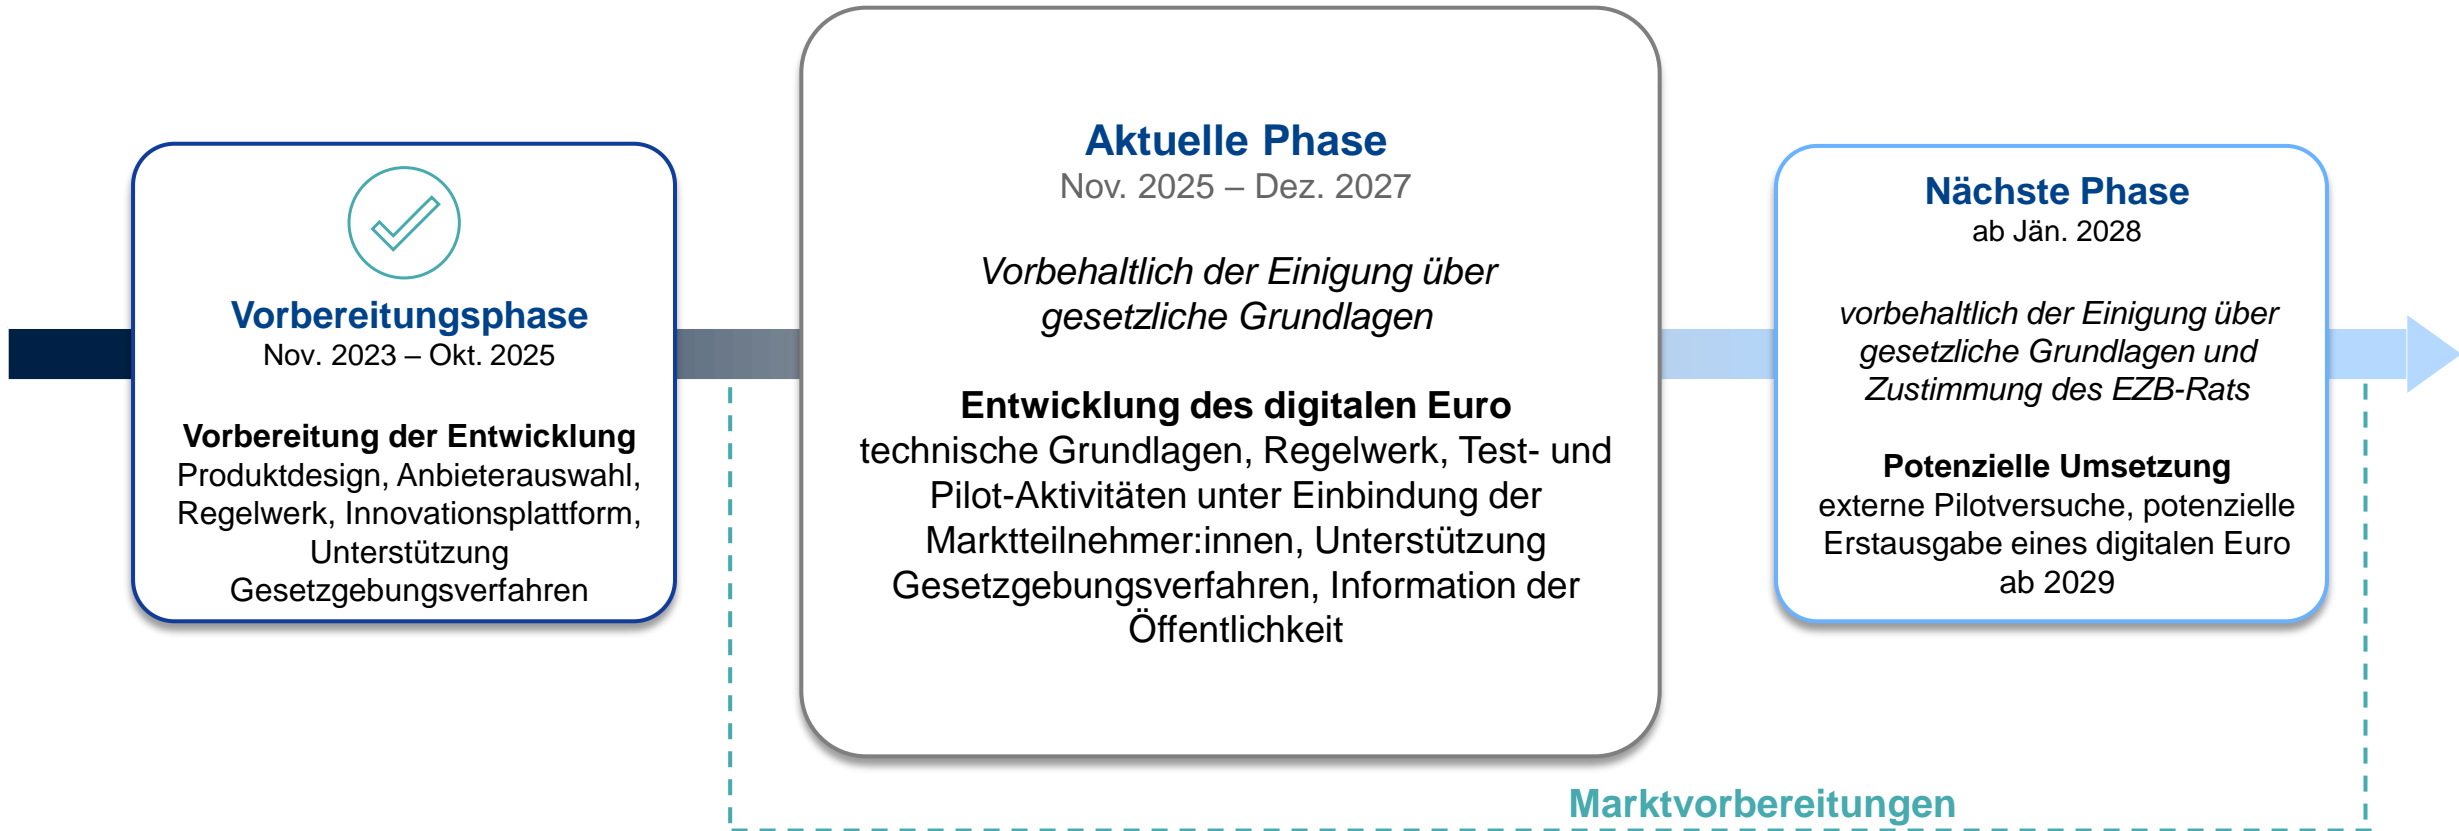 Vorbereitungsphase
Nov. 2023 – Okt. 2025
Vorbereitung der Entwicklung
Produktdesign, Anbieterauswahl,
Regelwerk, Innovationsplattform,
Unterstützung
Gesetzgebungsverfahren
Aktuelle Phase
Nov. 2025 – Dez. 2027
Vorbehaltlich der Einigung über
gesetzliche Grundlagen
Entwicklung des digitalen Euro
technische Grundlagen, Regelwerk, Test- und
Pilot-Aktivitäten unter Einbindung der
Marktteilnehmer:innen, Unterstützung
Gesetzgebungsverfahren, Information der
Öffentlichkeit
Nächste Phase
ab Jän. 2028
vorbehaltlich der Einigung über
gesetzliche Grundlagen und
Zustimmung des EZB-Rats
Potenzielle Umsetzung
externe Pilotversuche, potenzielle
Erstausgabe eines digitalen Euro
ab 2029
Marktvorbereitungen